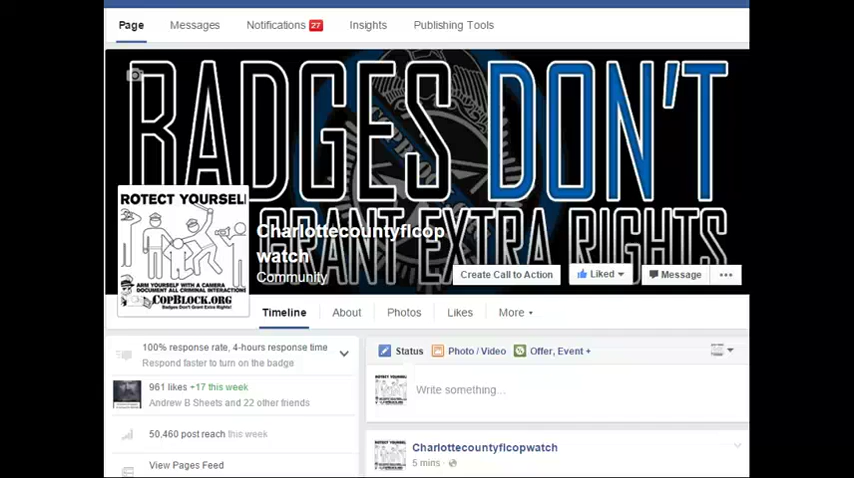 Page Messages Notifications 27 Insights Publishing Tools
BADGES DON'T
GRANT EXTRA RIGHTS
COPBLOCK
ROTECT YOURSELF
ARM YOURSELF WITH A CAMERA
DOCUMENT ALL CRIMINAL INTERACTIONS
COPBLOCK.ORG
Badges Don't Grant Extra Rights!
Charlottecountyflcop
watch
Community
Create Call to Action Liked Message
Timeline About Photos Likes More
100% response rate, 4-hours response time
Respond faster to turn on the badge
961 likes +17 this week
Andrew B Sheets and 22 other friends
50,460 post reach this week
View Pages Feed
Status Photo / Video Offer, Event +
Write something...
Charlottecountyflcopwatch
5 mins ·